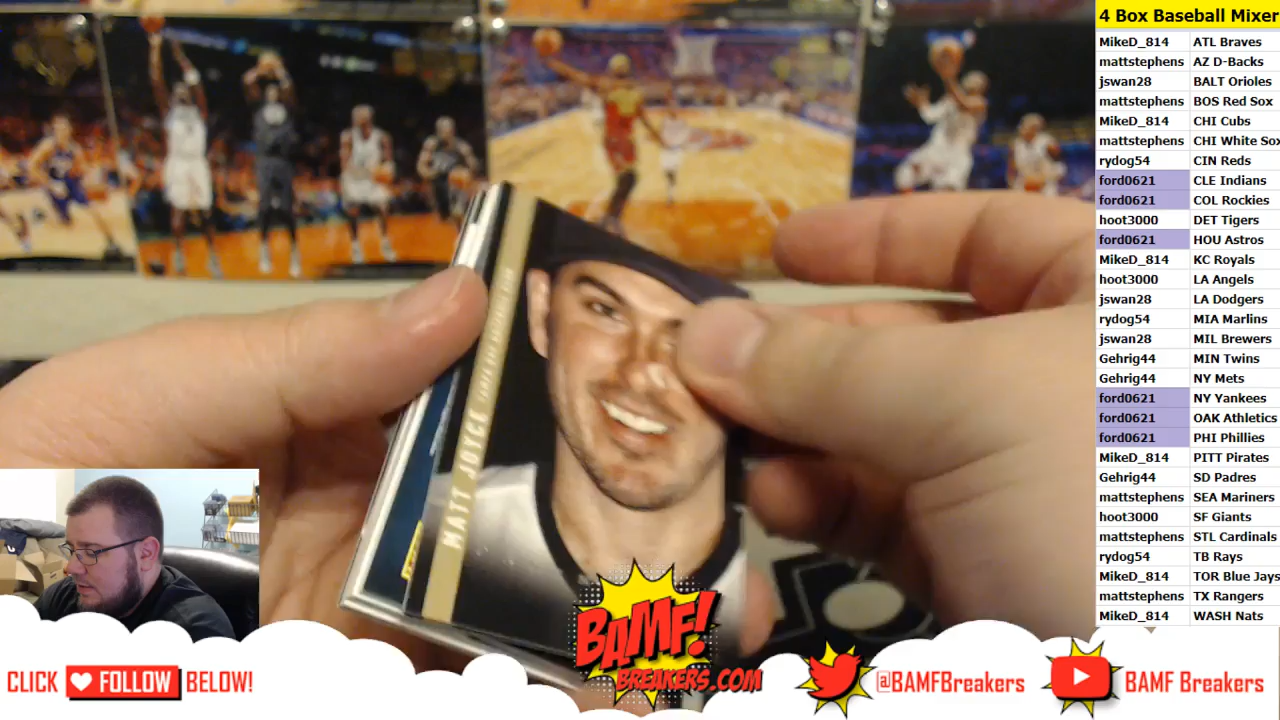 4 Box Baseball Mixer
MikeD_814 ATL Braves
mattstephens AZ D-Backs
jswan28 BALT Orioles
mattstephens BOS Red Sox
MikeD_814 CHI Cubs
mattstephens CHI White Sox
rydog54 CIN Reds
ford0621 CLE Indians
ford0621 COL Rockies
hoot3000 DET Tigers
ford0621 HOU Astros
MikeD_814 KC Royals
hoot3000 LA Angels
jswan28 LA Dodgers
rydog54 MIA Marlins
jswan28 MIL Brewers
Gehrig44 MIN Twins
Gehrig44 NY Mets
ford0621 NY Yankees
ford0621 OAK Athletics
ford0621 PHI Phillies
MikeD_814 PITT Pirates
Gehrig44 SD Padres
mattstephens SEA Mariners
hoot3000 SF Giants
mattstephens STL Cardinals
rydog54 TB Rays
MikeD_814 TOR Blue Jays
mattstephens TX Rangers
MikeD_814 WASH Nats
MATT JOYCE
BAMF!
BREAKERS.COM
CLICK FOLLOW BELOW!
@BAMFBreakers
BAMF Breakers